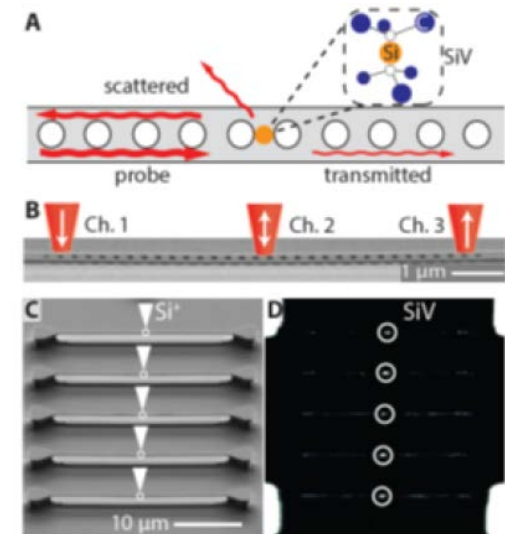 A
Si
C
SiV
scattered
probe
transmitted
B
Ch. 1
Ch. 2
Ch. 3
1 μm
C
Si⁺
10 μm
D
SiV